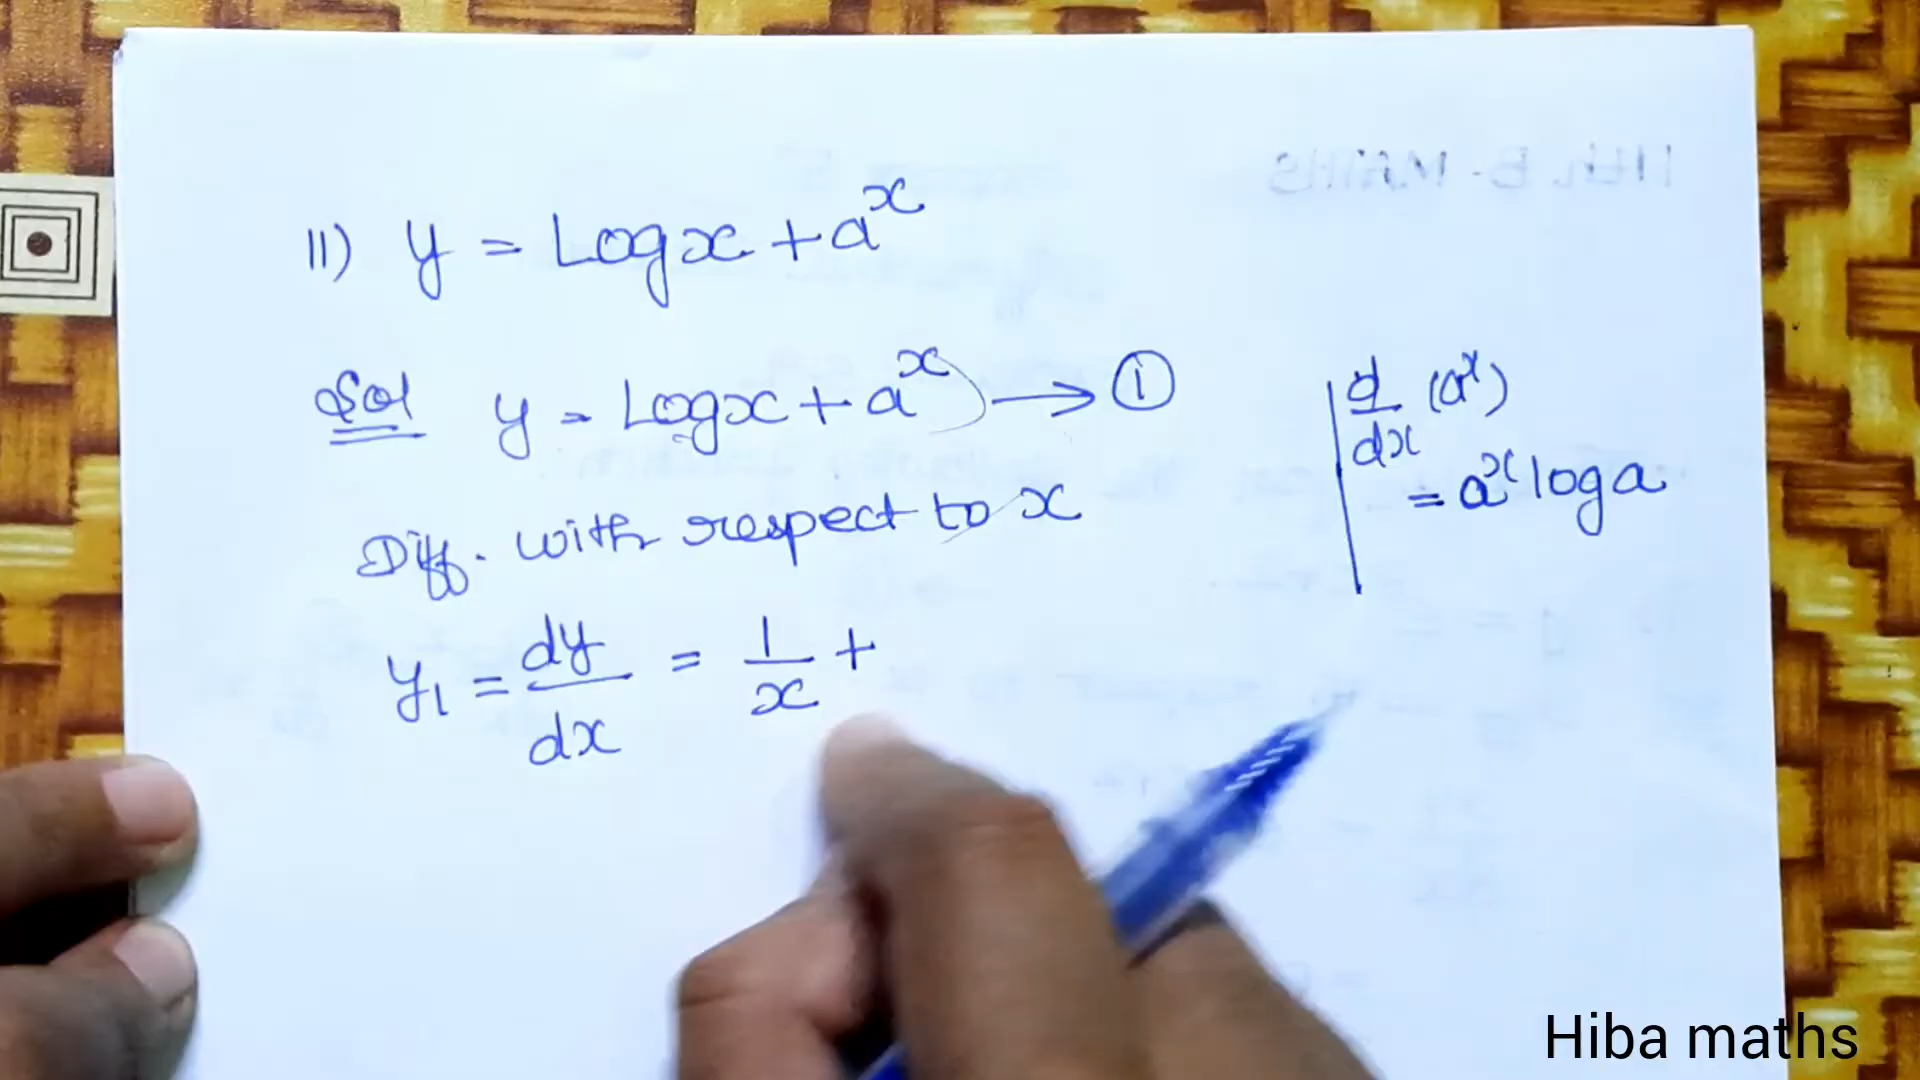 11) y = Logx + a^x
Sol y = Logx + a^x → ①
Diff. with respect to x
y₁ = dy/dx = 1/x +
d/dx (a^x)
= a^x log a
Hiba maths